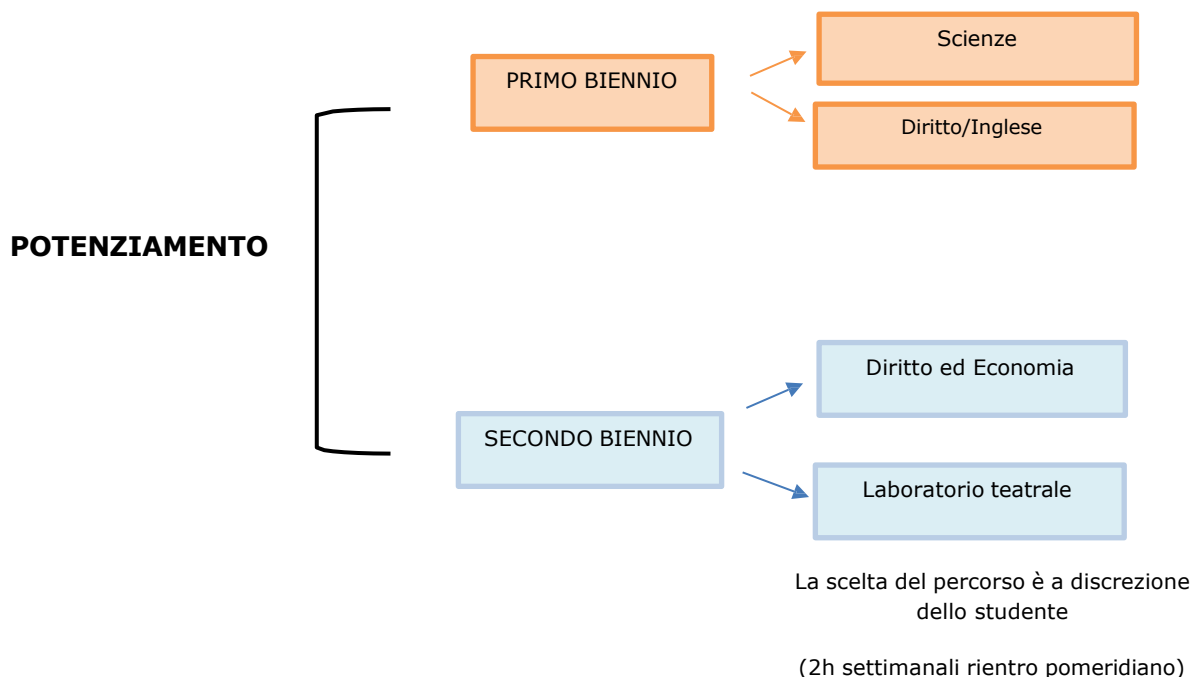 POTENZIAMENTO
PRIMO BIENNIO
Scienze
Diritto/Inglese
SECONDO BIENNIO
Diritto ed Economia
Laboratorio teatrale
La scelta del percorso è a discrezione
dello studente
(2h settimanali rientro pomeridiano)